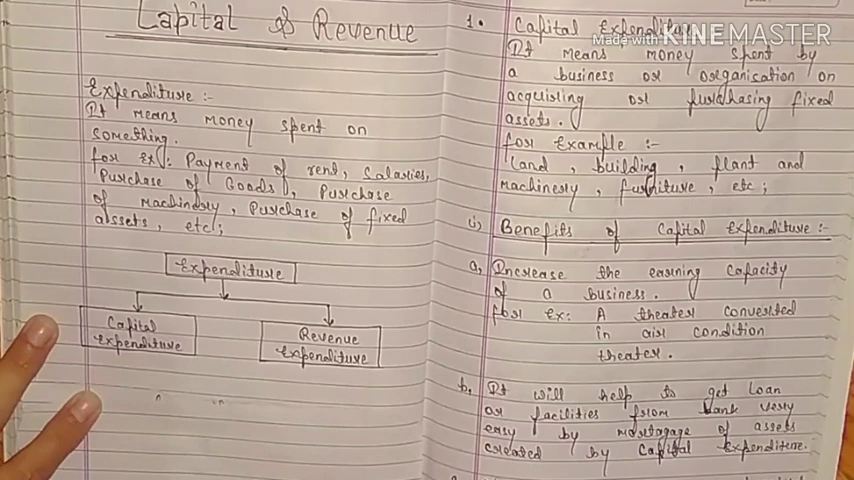 Capital & Revenue
Expenditure :-
It means money spent on
something.
for Ex: Payment of rent, Salaries,
Purchase of Goods, Purchase
of machinery, Purchase of fixed
assets, etc;
Expenditure
Capital
Expenditure
Revenue
Expenditure
1. Capital Expenditure
Made with KINEMASTER
It means money spent by
a business or organisation on
acquiring or purchasing fixed
assets.
for Example :-
Land, building, plant and
machinery, furniture, etc;
i) Benefits of Capital Expenditure :-
a, Increase the earning capacity
of a business.
for Ex: A theater converted
in air condition
theater.
b, It will help to get Loan
or facilities from bank very
easy by mortagage of assets
created by Capital Expenditure.